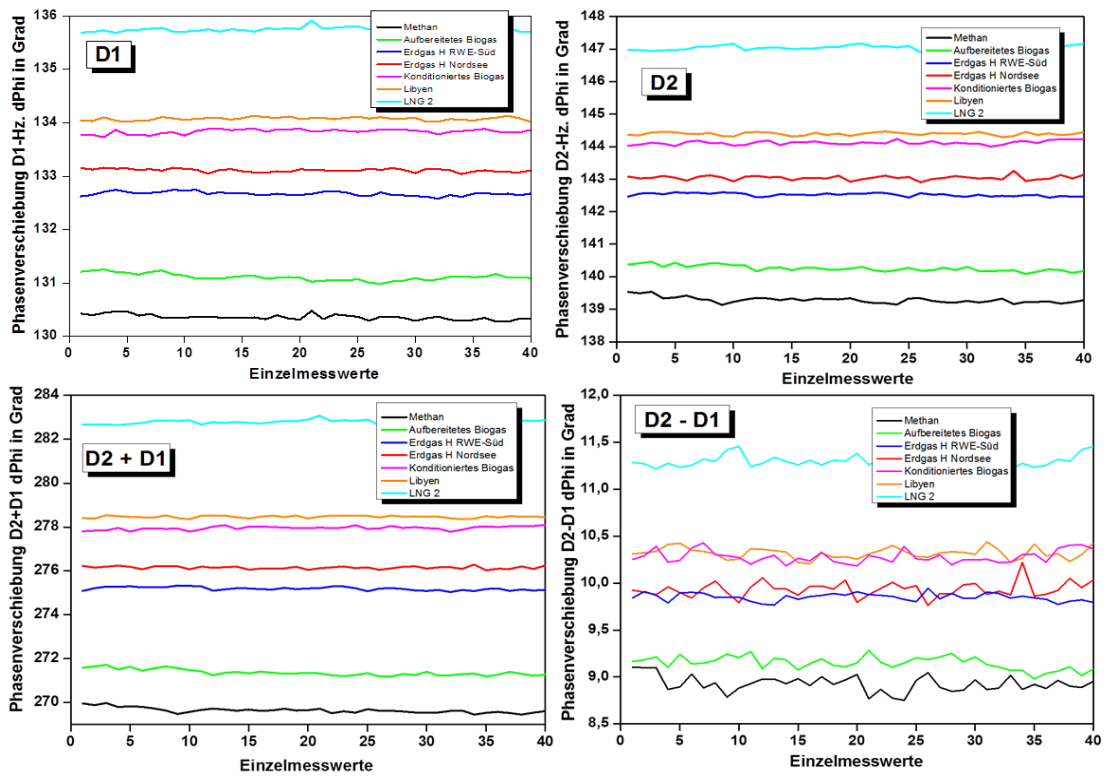 Phasenverschiebung D1-Hz. dPhi in Grad
136
135
134
133
132
131
130
0
5
10
15
20
25
30
35
40
Einzelmesswerte
D1
Methan
Aufbereitetes Biogas
Erdgas H RWE-Süd
Erdgas H Nordsee
Konditioniertes Biogas
Libyen
LNG 2
Phasenverschiebung D2-Hz. dPhi in Grad
148
147
146
145
144
143
142
141
140
139
138
0
5
10
15
20
25
30
35
40
Einzelmesswerte
D2
Methan
Aufbereitetes Biogas
Erdgas H RWE-Süd
Erdgas H Nordsee
Konditioniertes Biogas
Libyen
LNG 2
Phasenverschiebung D2+D1 dPhi in Grad
284
282
280
278
276
274
272
270
0
5
10
15
20
25
30
35
40
Einzelmesswerte
D2 + D1
Methan
Aufbereitetes Biogas
Erdgas H RWE-Süd
Erdgas H Nordsee
Konditioniertes Biogas
Libyen
LNG 2
Phasenverschiebung D2-D1 dPhi in Grad
12,0
11,5
11,0
10,5
10,0
9,5
9,0
8,5
0
5
10
15
20
25
30
35
40
Einzelmesswerte
D2 - D1
Methan
Aufbereitetes Biogas
Erdgas H RWE-Süd
Erdgas H Nordsee
Konditioniertes Biogas
Libyen
LNG 2